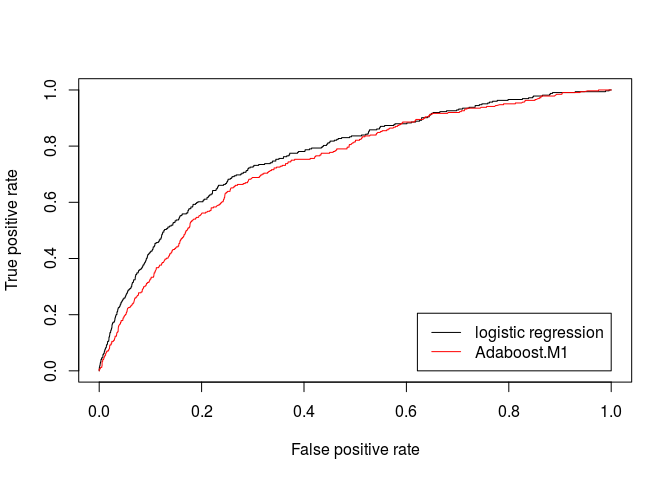 True positive rate
1.0
0.8
0.6
0.4
0.2
0.0
logistic regression
Adaboost.M1
0.0 0.2 0.4 0.6 0.8 1.0
False positive rate